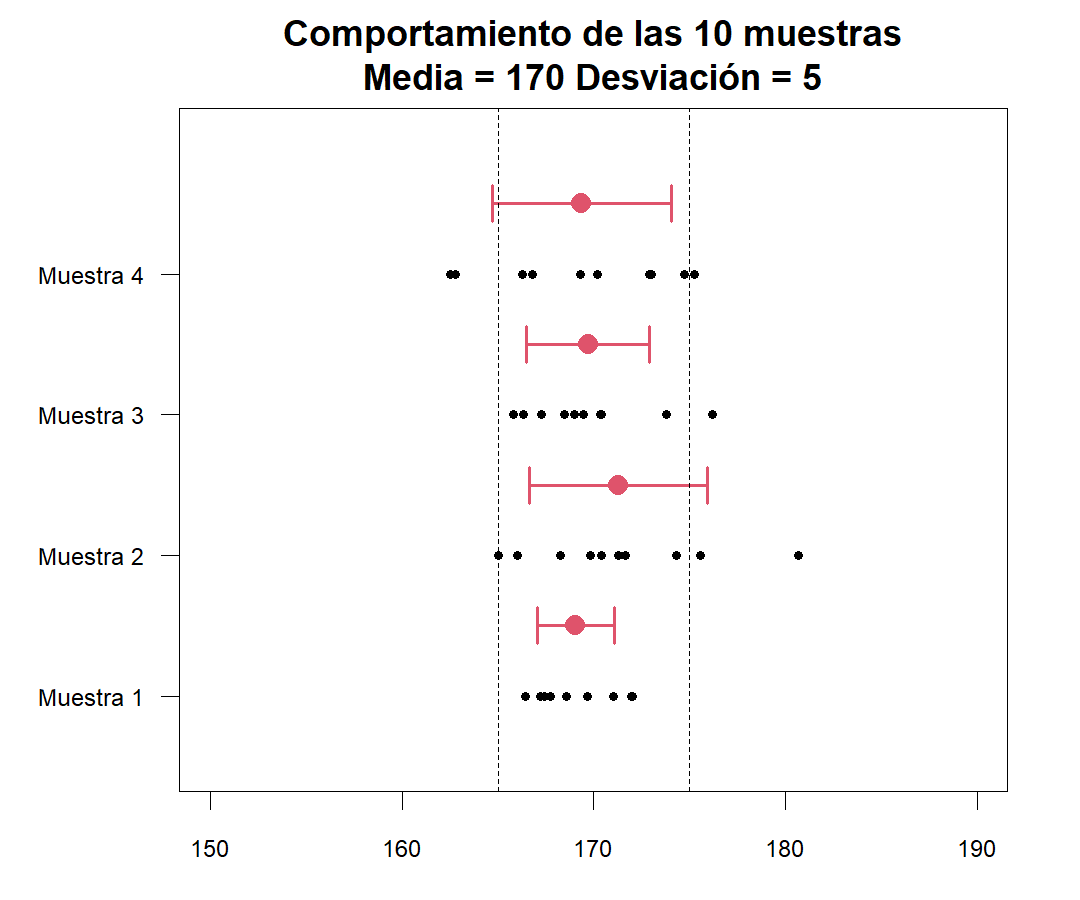 Comportamiento de las 10 muestras
Media = 170 Desviación = 5
Muestra 4
Muestra 3
Muestra 2
Muestra 1
150 160 170 180 190